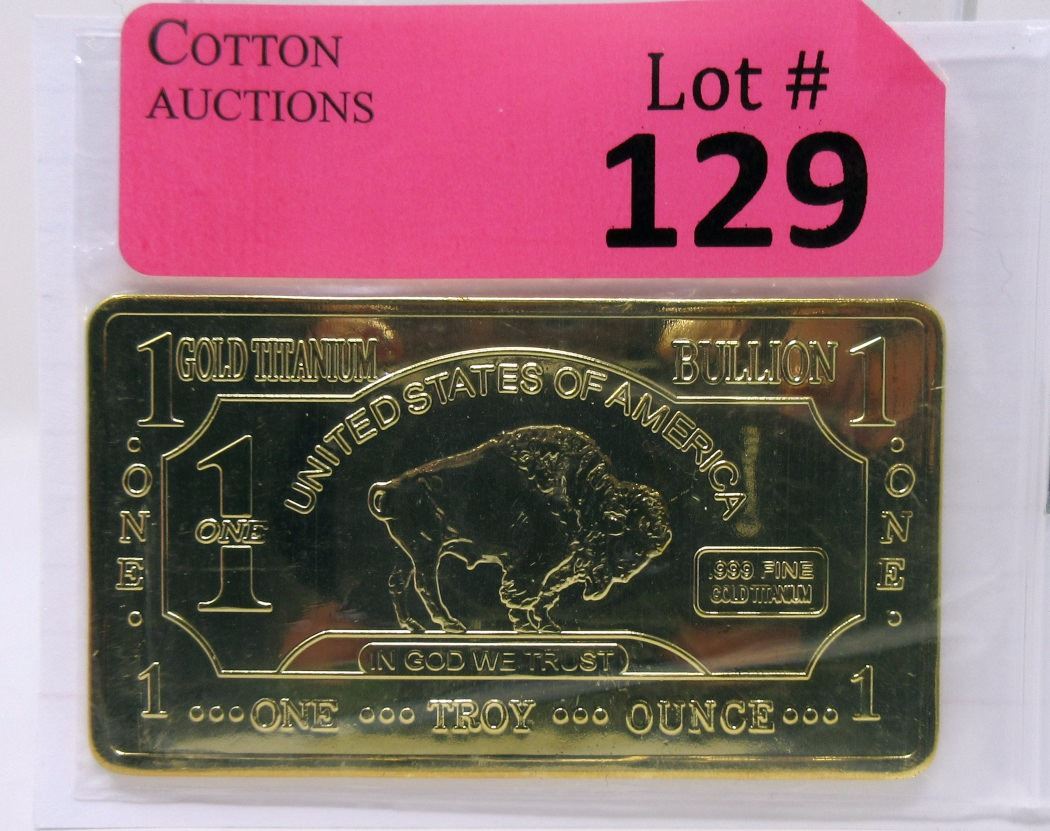 COTTON
AUCTIONS
Lot #
129
1 GOLD TITANIUM BULLION 1
UNITED STATES OF AMERICA
1
ONE
.ONE.
.ONE.
.999 FINE
GOLD TITANIUM
IN GOD WE TRUST
1 ...ONE ... TROY ... OUNCE... 1